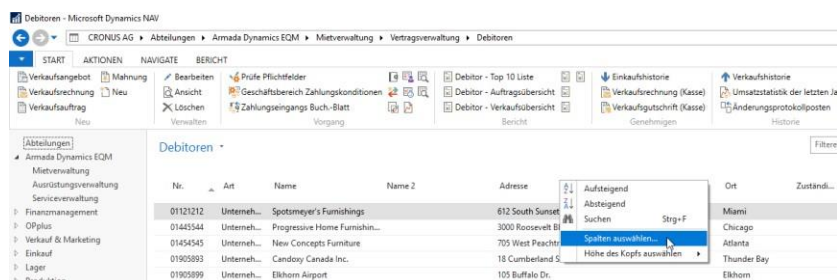 Debitoren - Microsoft Dynamics NAV
CRONUS AG ▸ Abteilungen ▸ Armada Dynamics EQM ▸ Mietverwaltung ▸ Vertragsverwaltung ▸ Debitoren
START AKTIONEN NAVIGATE BERICHT
Verkaufsangebot Mahnung Bearbeiten Prüfe Pflichtfelder Debitor - Top 10 Liste Einkaufshistorie Verkaufshistorie
Verkaufsrechnung Neu Ansicht Geschäftsbereich Zahlungskonditionen Debitor - Auftragsübersicht Verkaufsrechnung (Kasse) Umsatzstatistik der letzten Ja
Verkaufsauftrag Löschen Zahlungseingangs Buch.-Blatt Debitor - Verkaufsübersicht Verkaufsgutschrift (Kasse) Änderungsprotokollposten
Neu Verwalten Vorgang Bericht Genehmigen Historie
Abteilungen
Armada Dynamics EQM
Mietverwaltung
Ausrüstungsverwaltung
Serviceverwaltung
Finanzmanagement
OPplus
Verkauf & Marketing
Einkauf
Lager
Debitoren
Filtere
Nr. Art Name Name 2 Adresse Ort Zuständi...
01121212 Unterneh... Spotsmeyer's Furnishings 612 South Sunset Miami
01445544 Unterneh... Progressive Home Furnishin... 3000 Roosevelt Bl Chicago
01454545 Unterneh... New Concepts Furniture 705 West Peachtr Atlanta
01905893 Unterneh... Candoxy Canada Inc. 18 Cumberland S Thunder Bay
01905899 Unterneh... Elkhorn Airport 105 Buffalo Dr. Elkhorn
Aufsteigend
Absteigend
Suchen Strg+F
Spalten auswählen...
Höhe des Kopfs auswählen